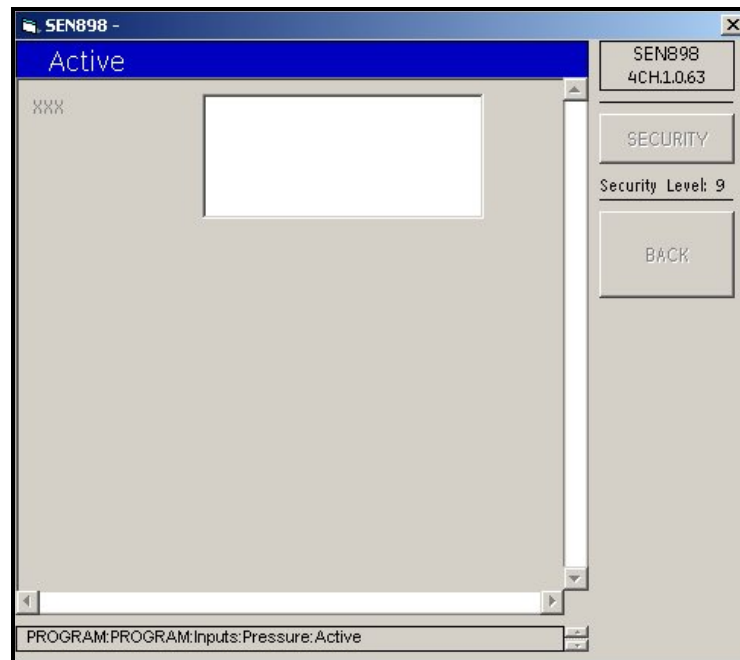 SEN898 -
Active
SEN898
4CH.1.0.63
XXX
SECURITY
Security Level: 9
BACK
PROGRAM:PROGRAM:Inputs:Pressure:Active